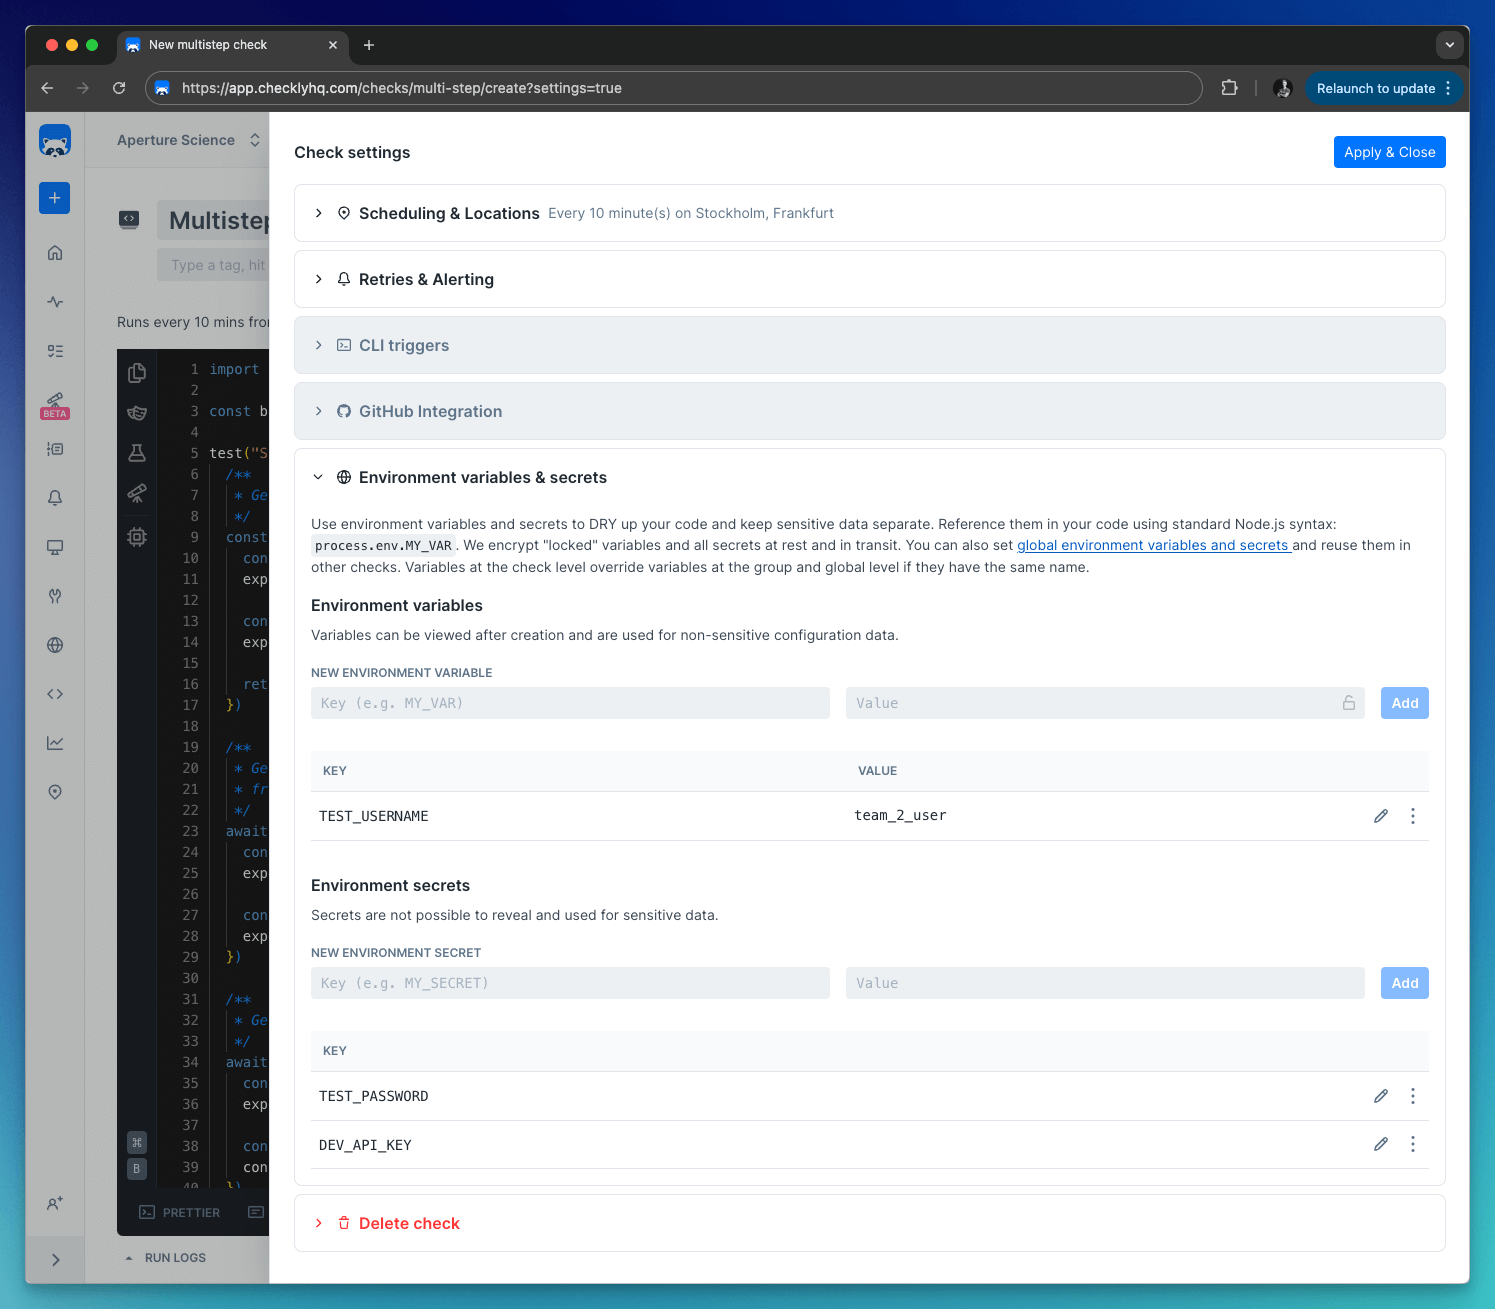 New multistep check
https://app.checklyhq.com/checks/multi-step/create?settings=true
Relaunch to update
Aperture Science
Multistep
Type a tag, hit
Runs every 10 mins from
BETA
1 import
2
3 const b
4
5 test("S
6 /**
7 * Ge
8 */
9 const
10 con
11 exp
12
13 con
14 exp
15
16 ret
17 })
18
19 /**
20 * Ge
21 * fr
22 */
23 await
24 con
25 exp
26
27 con
28 exp
29 })
30
31 /**
32 * Ge
33 */
34 await
35 con
36 exp
37
38 con
39 con
40 })
⌘
B
PRETTIER
RUN LOGS
Check settings
Apply & Close
Scheduling & Locations Every 10 minute(s) on Stockholm, Frankfurt
Retries & Alerting
CLI triggers
GitHub Integration
Environment variables & secrets
Use environment variables and secrets to DRY up your code and keep sensitive data separate. Reference them in your code using standard Node.js syntax:
process.env.MY_VAR. We encrypt "locked" variables and all secrets at rest and in transit. You can also set global environment variables and secrets and reuse them in
other checks. Variables at the check level override variables at the group and global level if they have the same name.
Environment variables
Variables can be viewed after creation and are used for non-sensitive configuration data.
NEW ENVIRONMENT VARIABLE
Key (e.g. MY_VAR) Value Add
KEY VALUE
TEST_USERNAME team_2_user
Environment secrets
Secrets are not possible to reveal and used for sensitive data.
NEW ENVIRONMENT SECRET
Key (e.g. MY_SECRET) Value Add
KEY
TEST_PASSWORD
DEV_API_KEY
Delete check